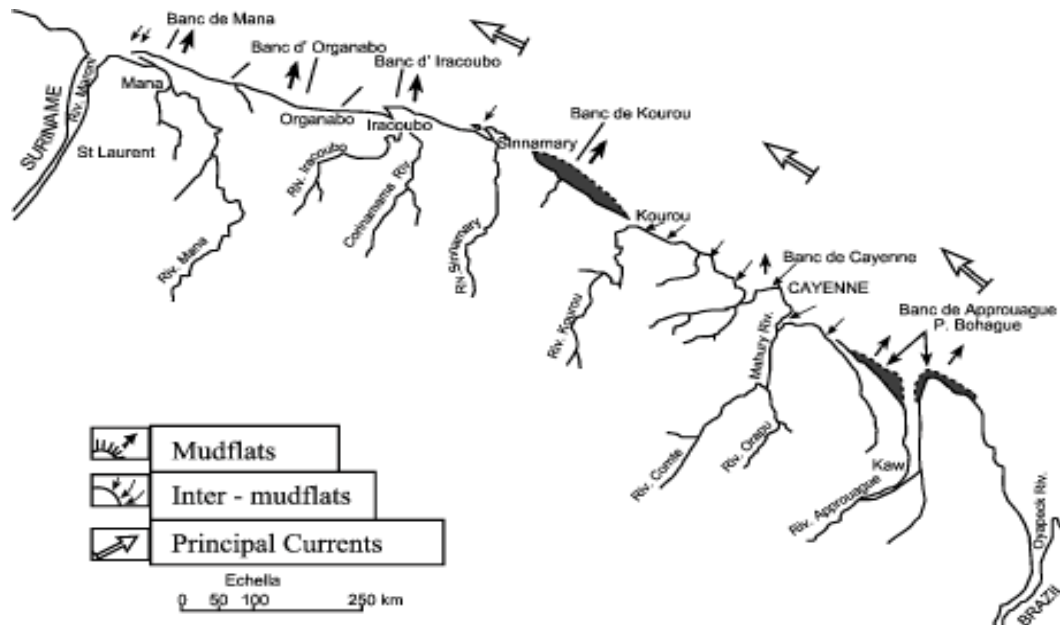 Banc de Mana
Banc d' Organabo
Banc d' Iracoubo
Riv. Maroni
Mana
SURINAME
St Laurent
Organabo
Iracoubo
Banc de Kourou
Sinnamary
Riv. Iracoubo
Corinamama Riv.
Riv. Mana
Riv. Sinnamary
Kourou
Riv. Kourou
Banc de Cayenne
CAYENNE
Banc de Approuague
P. Bohague
Mahury Riv.
Riv. Comte
Riv. Orapu
Kaw
Riv. Approuague
Oyapock Riv.
BRAZIL
Mudflats
Inter - mudflats
Principal Currents
Echella
0 50 100 250 km